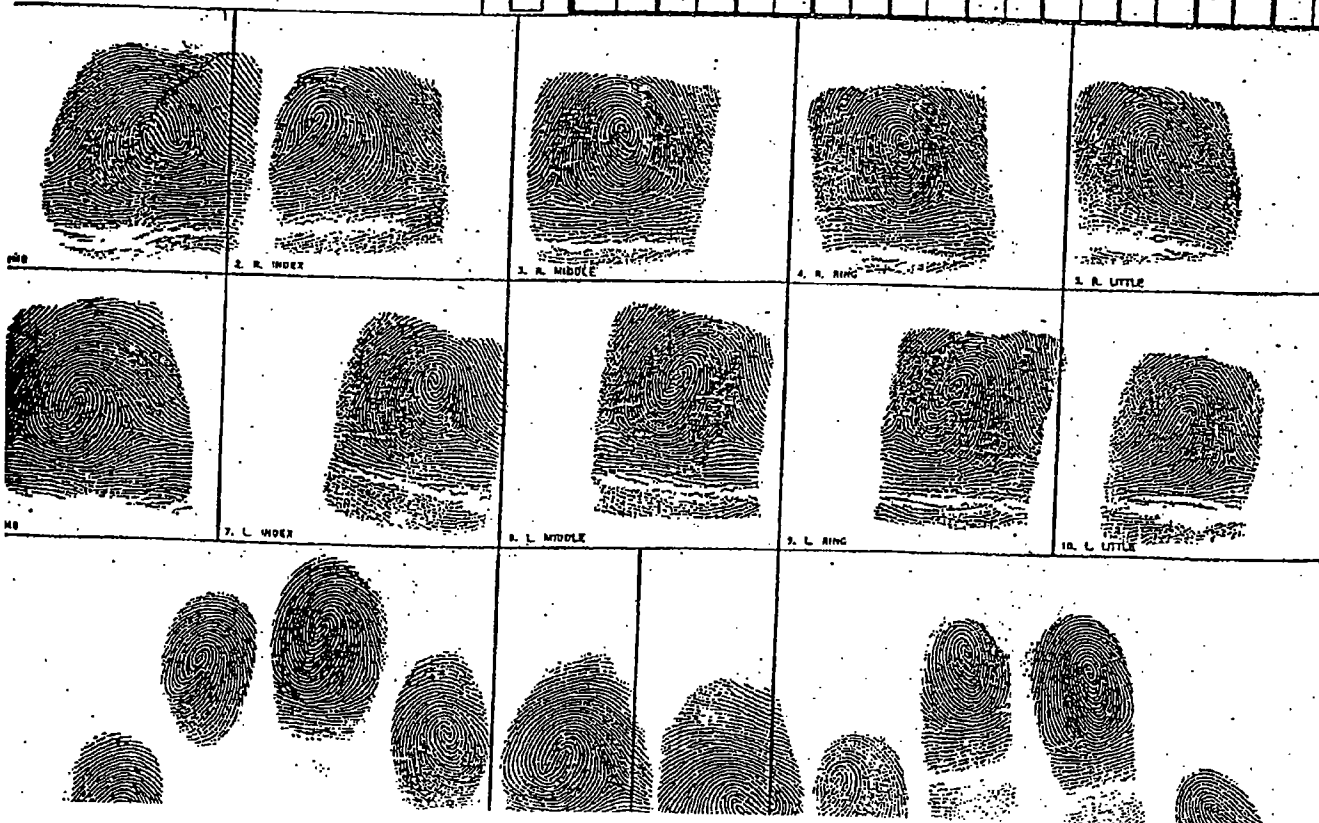 2. R. INDEX
3. R. MIDDLE
4. R. RING
5. R. LITTLE
7. L. INDEX
8. L. MIDDLE
9. L. RING
10. L. LITTLE